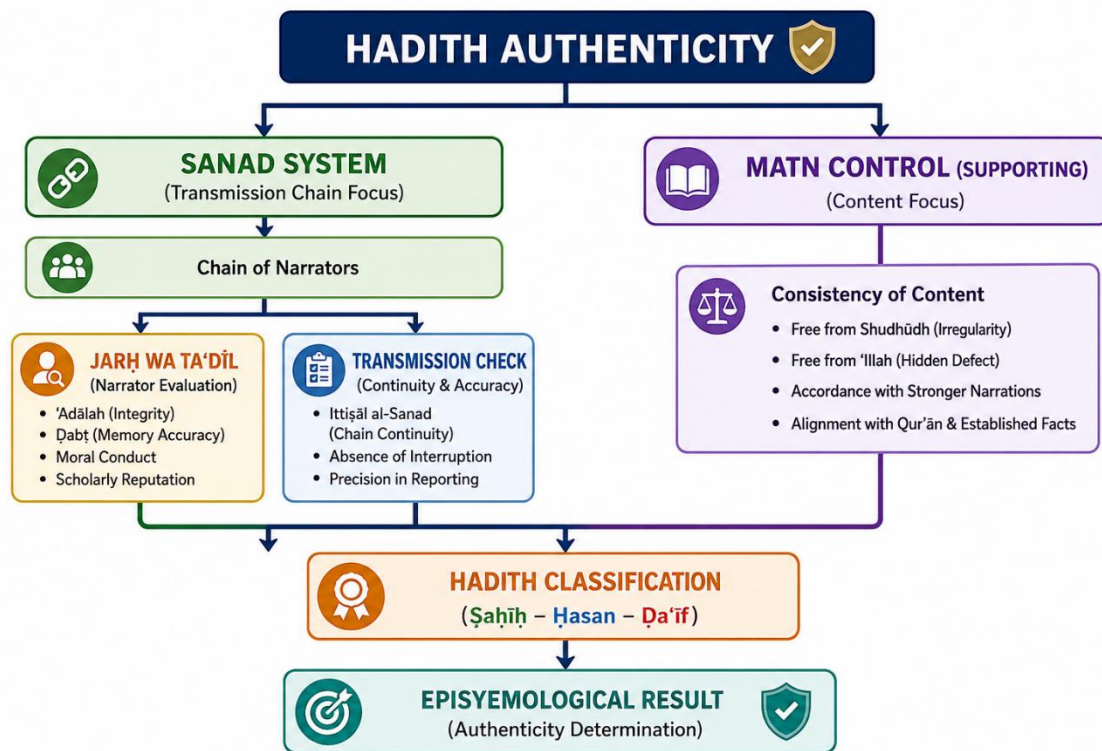 HADITH AUTHENTICITY
SANAD SYSTEM
(Transmission Chain Focus)
Chain of Narrators
JARḤ WA TA‘DĪL
(Narrator Evaluation)
• ‘Adālah (Integrity)
• Ḍabṭ (Memory Accuracy)
• Moral Conduct
• Scholarly Reputation
TRANSMISSION CHECK
(Continuity & Accuracy)
• Ittiṣāl al-Sanad
(Chain Continuity)
• Absence of Interruption
• Precision in Reporting
MATN CONTROL (SUPPORTING)
(Content Focus)
Consistency of Content
• Free from Shudhūdh (Irregularity)
• Free from ‘Illah (Hidden Defect)
• Accordance with Stronger Narrations
• Alignment with Qur’ān & Established Facts
HADITH CLASSIFICATION
(Ṣaḥīḥ – Ḥasan – Ḍa‘īf)
EPISYEMOLOGICAL RESULT
(Authenticity Determination)